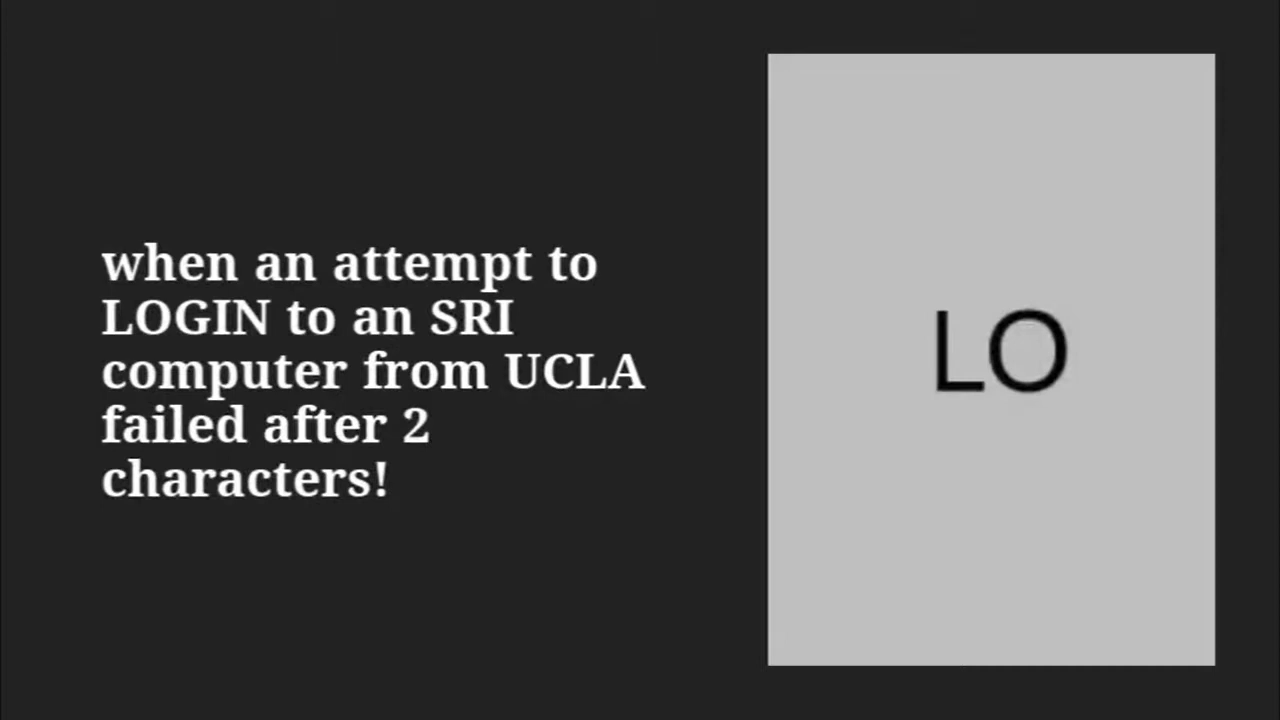 when an attempt to
LOGIN to an SRI
computer from UCLA
failed after 2
characters!
LO